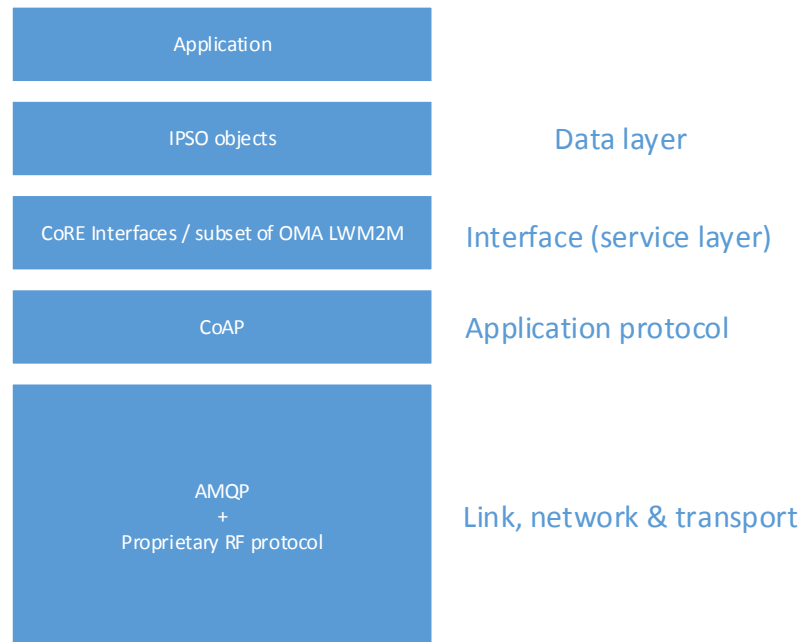 Application
IPSO objects
Data layer
CoRE Interfaces / subset of OMA LWM2M
Interface (service layer)
CoAP
Application protocol
AMQP
+
Proprietary RF protocol
Link, network & transport